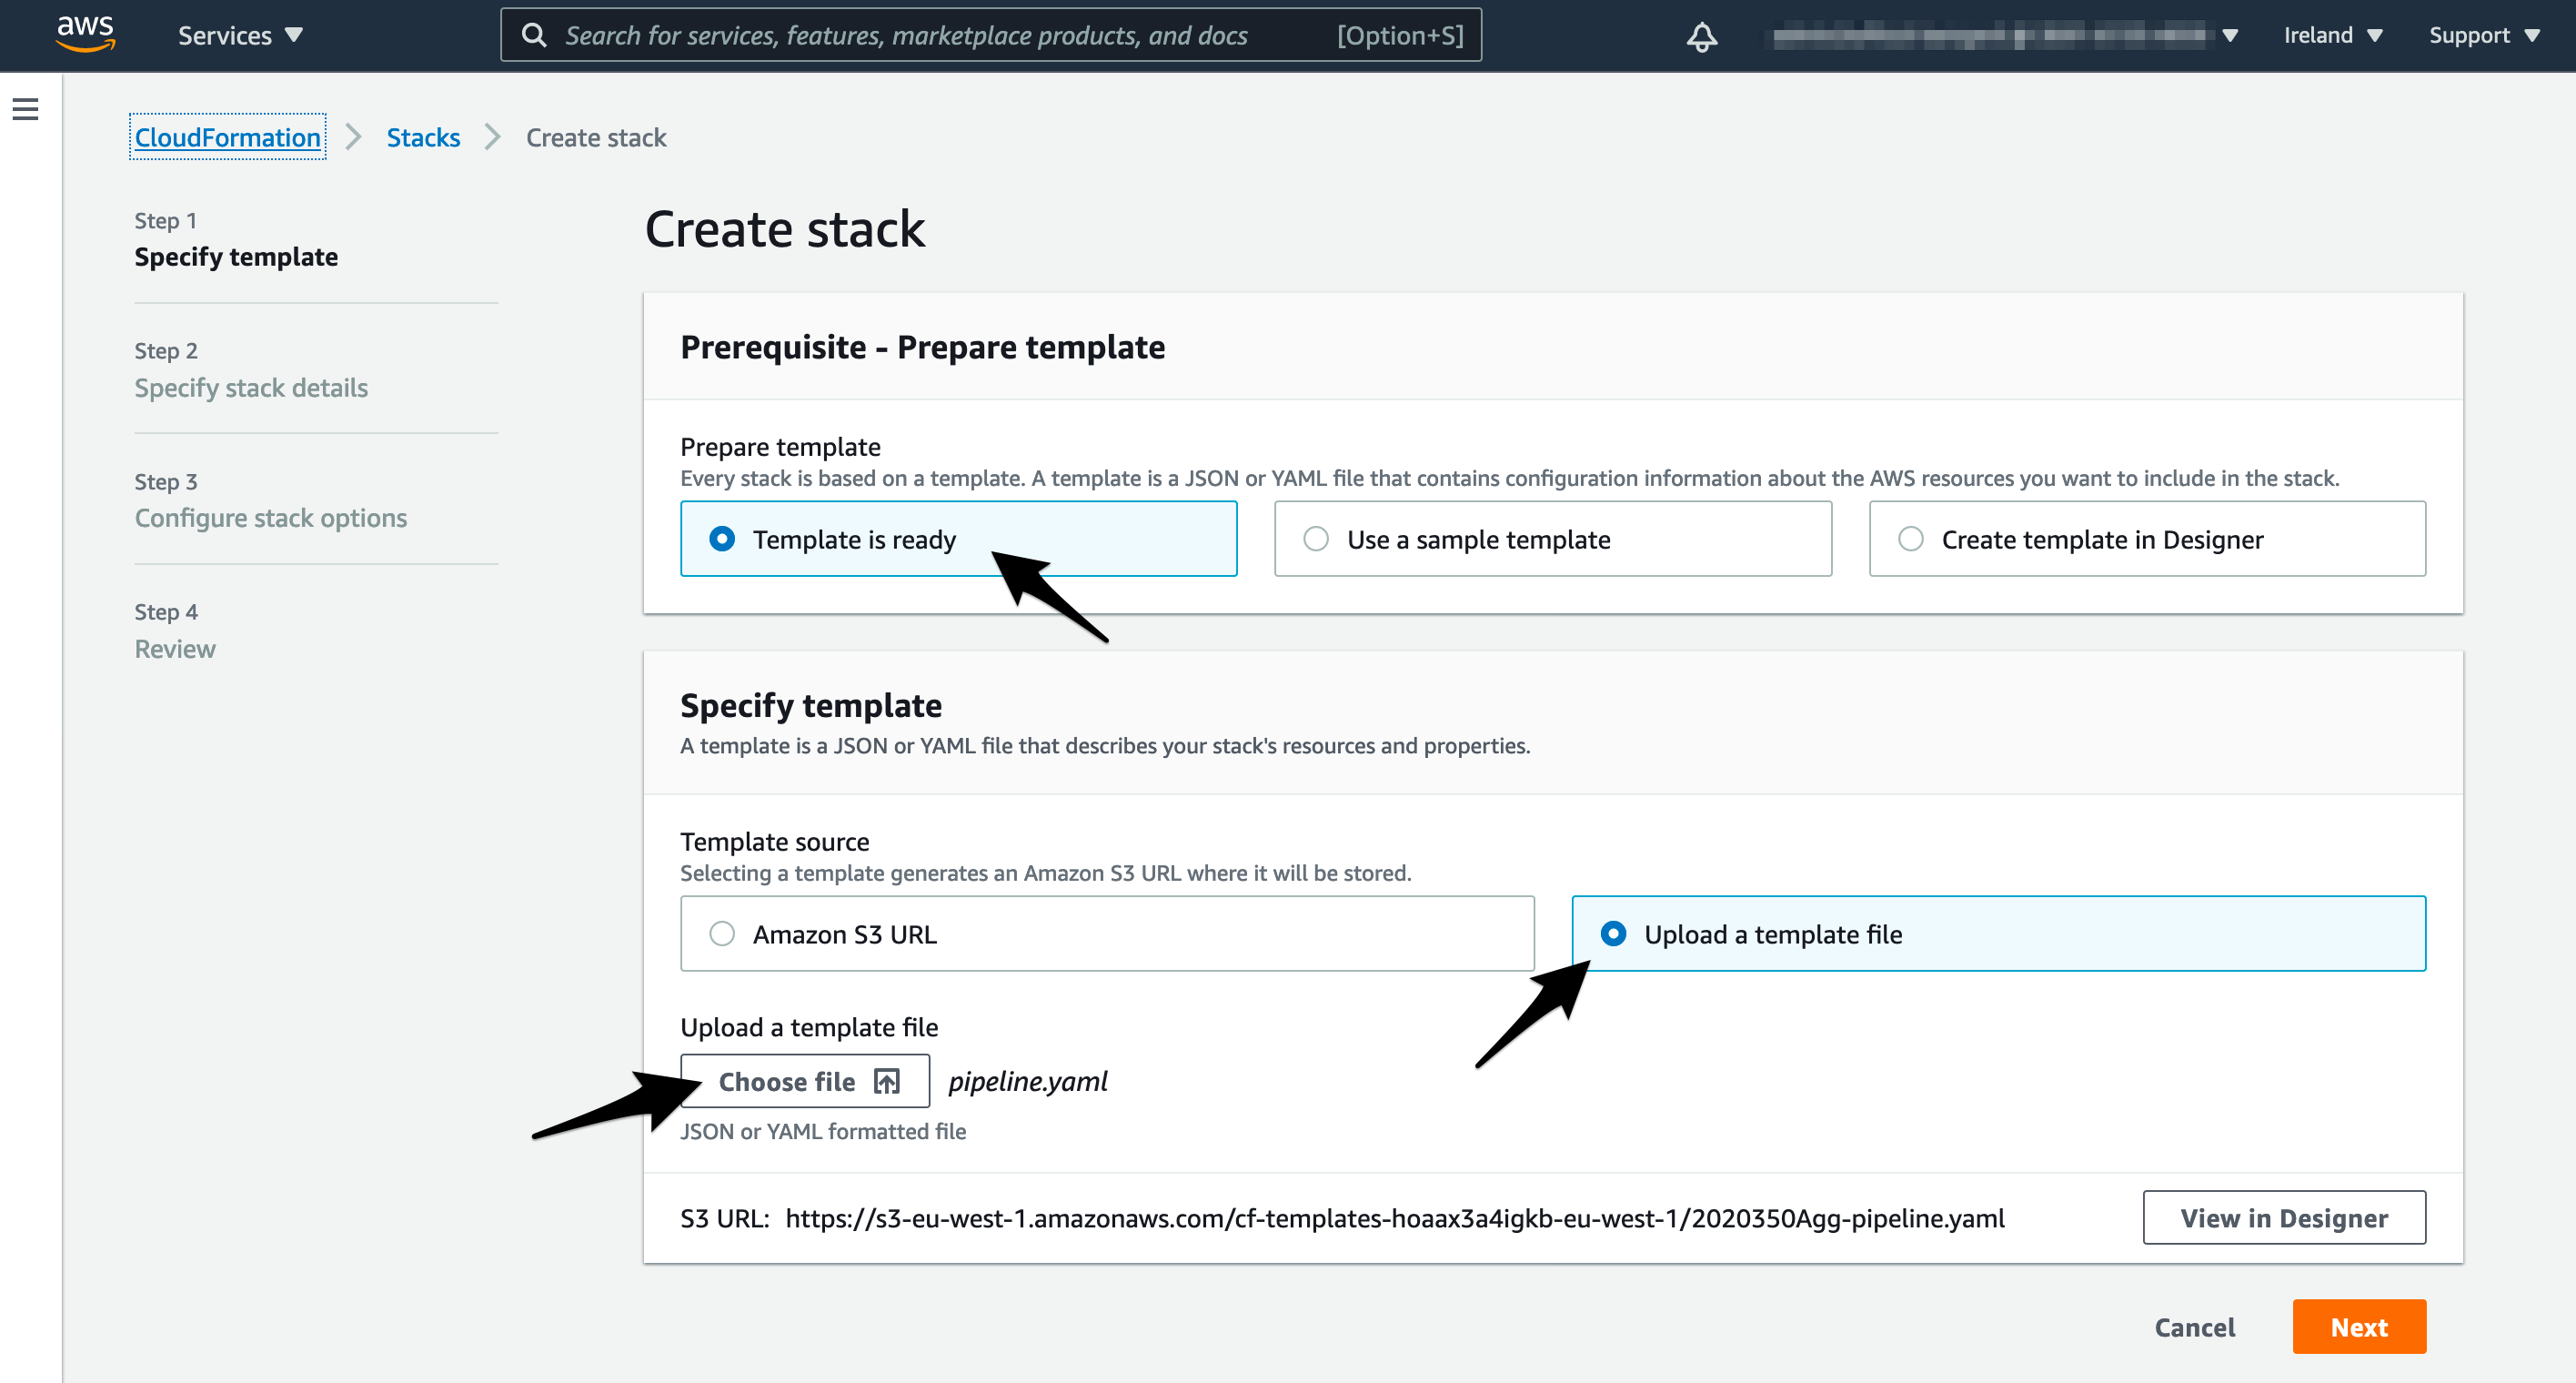 aws
Services
Search for services, features, marketplace products, and docs
[Option+S]
Ireland
Support
CloudFormation
Stacks
Create stack
Step 1
Specify template
Step 2
Specify stack details
Step 3
Configure stack options
Step 4
Review
Create stack
Prerequisite - Prepare template
Prepare template
Every stack is based on a template. A template is a JSON or YAML file that contains configuration information about the AWS resources you want to include in the stack.
Template is ready
Use a sample template
Create template in Designer
Specify template
A template is a JSON or YAML file that describes your stack's resources and properties.
Template source
Selecting a template generates an Amazon S3 URL where it will be stored.
Amazon S3 URL
Upload a template file
Upload a template file
Choose file
pipeline.yaml
JSON or YAML formatted file
S3 URL: https://s3-eu-west-1.amazonaws.com/cf-templates-hoaax3a4igkb-eu-west-1/2020350Agg-pipeline.yaml
View in Designer
Cancel
Next